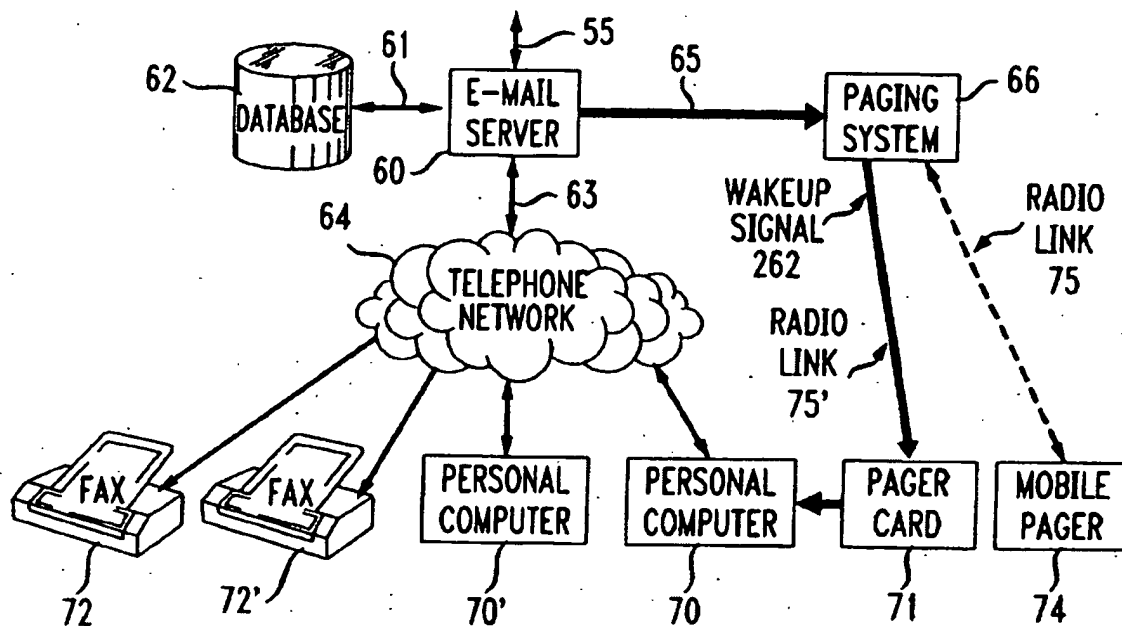 55
61
62
DATABASE
E-MAIL
SERVER
60
65
PAGING
SYSTEM
66
63
64
TELEPHONE
NETWORK
WAKEUP
SIGNAL
262
RADIO
LINK
75
RADIO
LINK
75'
FAX
72
FAX
72'
PERSONAL
COMPUTER
70'
PERSONAL
COMPUTER
70
PAGER
CARD
71
MOBILE
PAGER
74